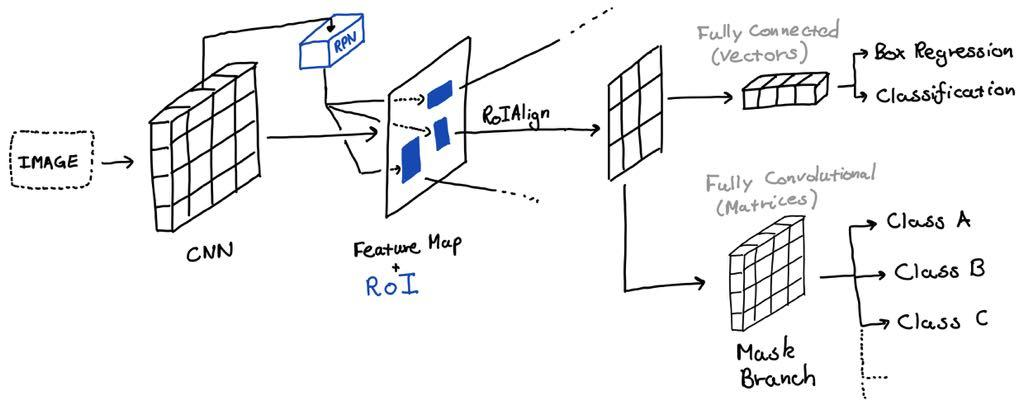 IMAGE
CNN
RPN
Feature Map
+
RoI
RoIAlign
Fully Connected
(Vectors)
Box Regression
Classification
Fully Convolutional
(Matrices)
Mask
Branch
Class A
Class B
Class C